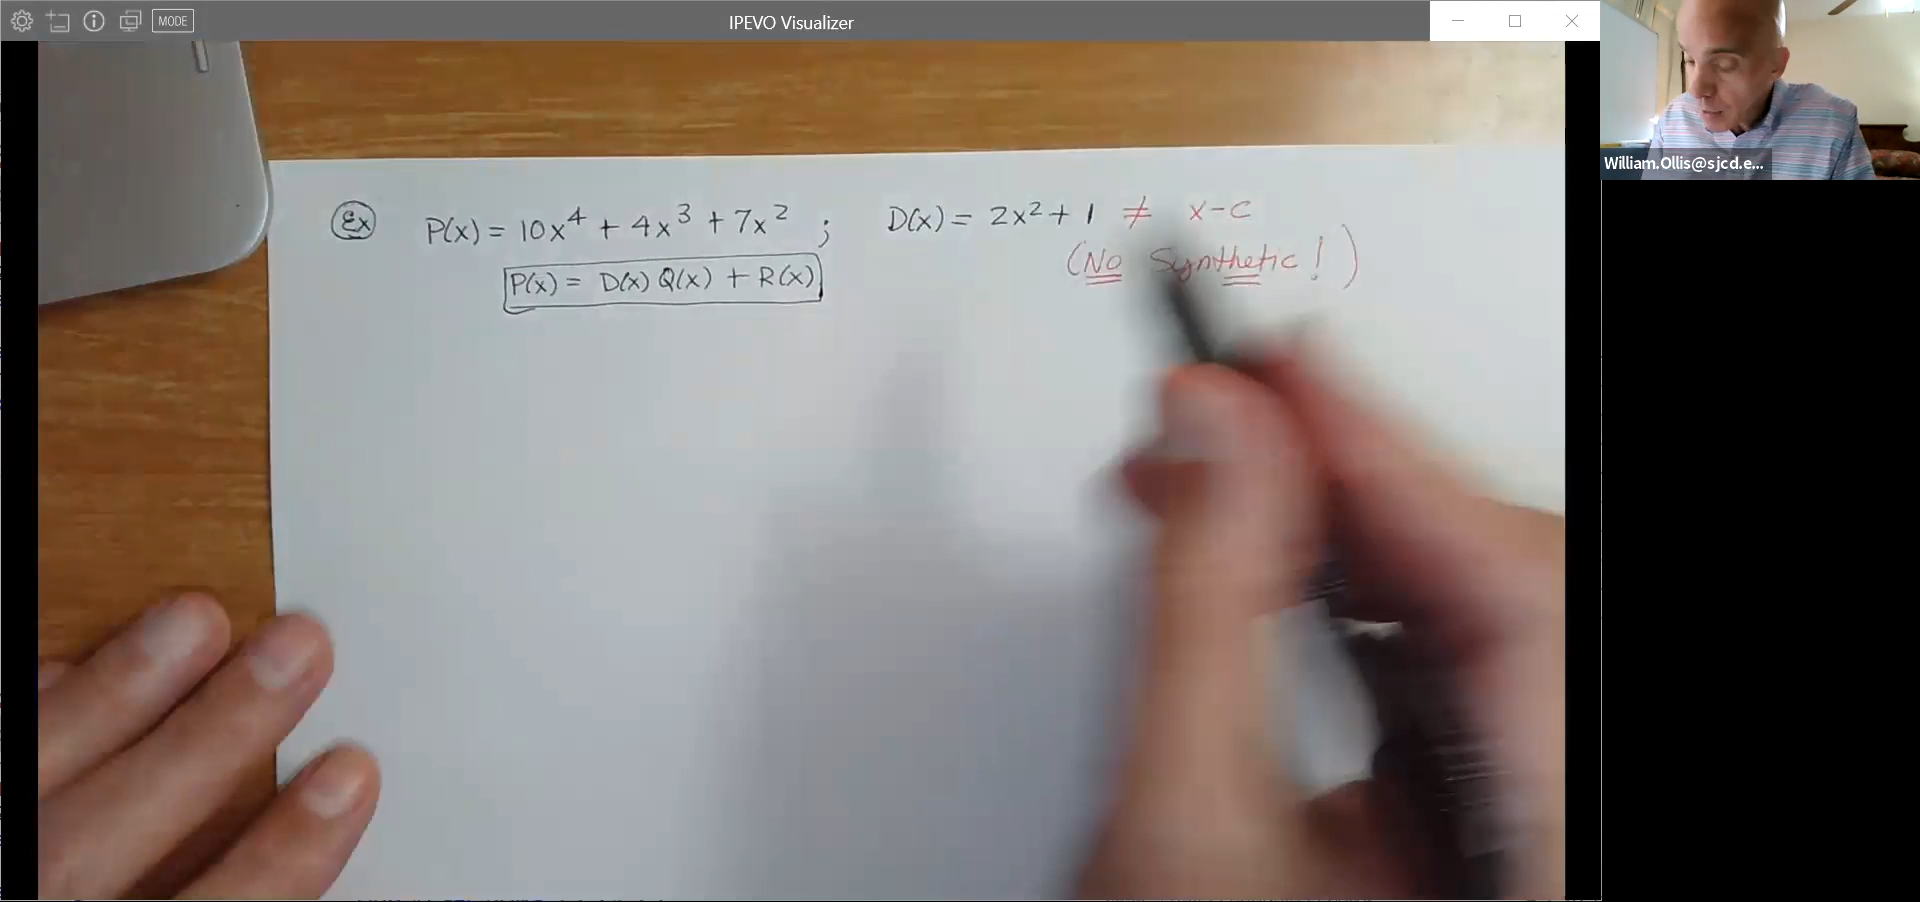 MODE
IPEVO Visualizer
William.Ollis@sjcd.e...
Ex P(x) = 10x⁴ + 4x³ + 7x² ; D(x) = 2x² + 1 ≠ x-c
(No Synthetic!)
P(x) = D(x) Q(x) + R(x)